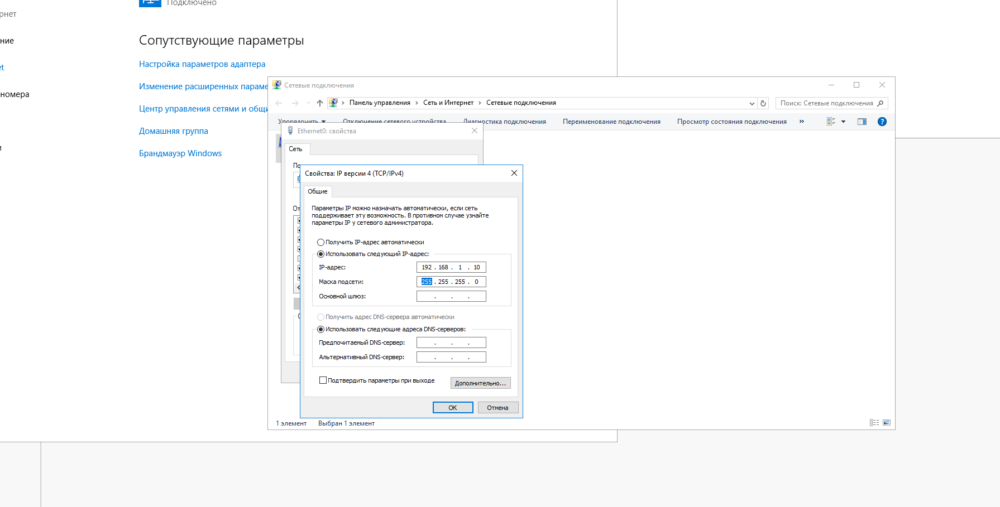 Подключено
рнет
ние
Сопутствующие параметры
et
Настройка параметров адаптера
Изменение расширенных параме
номера
Центр управления сетями и общи
Домашняя группа
Брандмауэр Windows
Сетевые подключения
Панель управления
Сеть и Интернет
Сетевые подключения
Поиск: Сетевые подключения
Упорядочить
Отключение сетевого устройства
Диагностика подключения
Переименование подключения
Просмотр состояния подключения
»
Ethernet0: свойства
Сеть
По
От
Свойства: IP версии 4 (TCP/IPv4)
Общие
Параметры IP можно назначать автоматически, если сеть
поддерживает эту возможность. В противном случае узнайте
параметры IP у сетевого администратора.
Получить IP-адрес автоматически
Использовать следующий IP-адрес:
IP-адрес: 192 . 168 . 1 . 10
Маска подсети: 255 . 255 . 255 . 0
Основной шлюз: . . .
Получить адрес DNS-сервера автоматически
Использовать следующие адреса DNS-серверов:
Предпочитаемый DNS-сервер: . . .
Альтернативный DNS-сервер: . . .
Подтвердить параметры при выходе
Дополнительно...
ОК
Отмена
1 элемент
Выбран 1 элемент